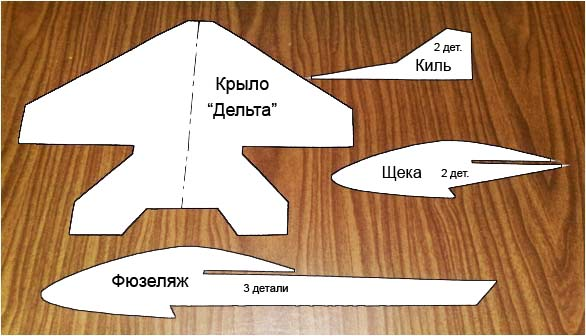 2 дет.
Киль
Крыло
“Дельта”
Щека 2 дет.
Фюзеляж
3 детали